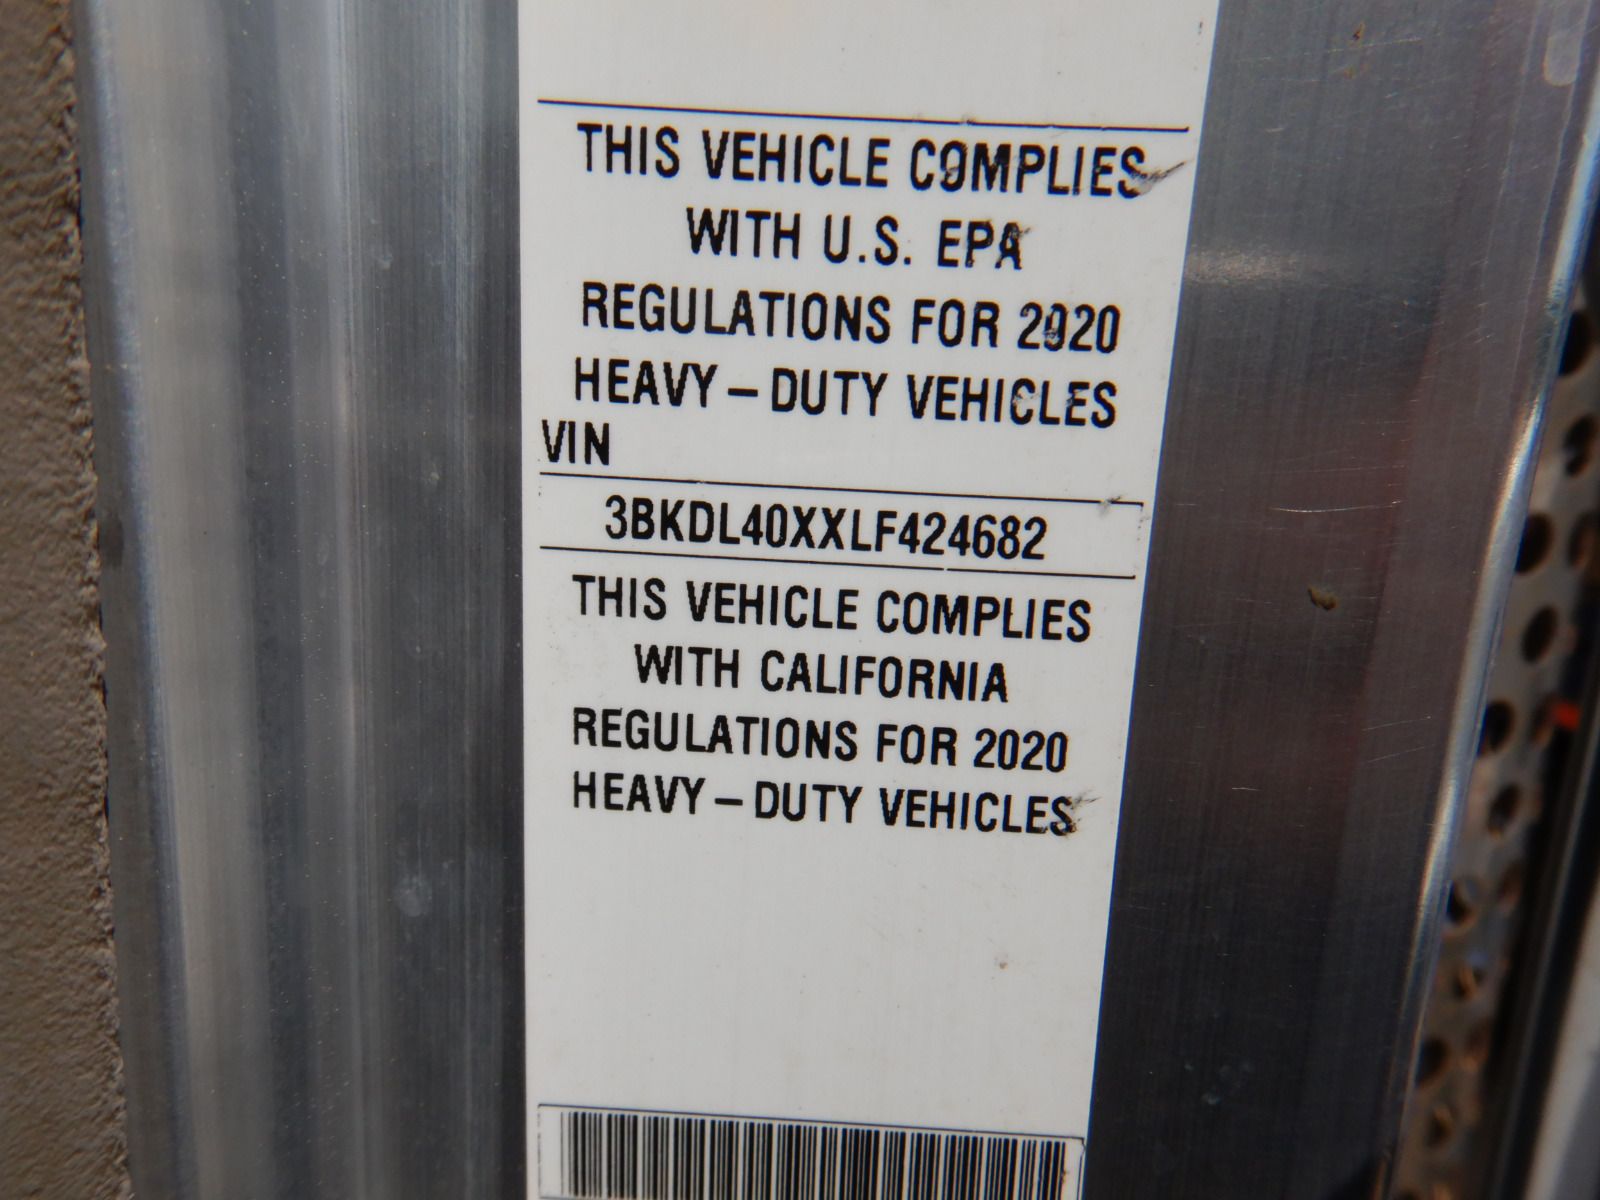 THIS VEHICLE COMPLIES
WITH U.S. EPA
REGULATIONS FOR 2020
HEAVY – DUTY VEHICLES
VIN
3BKDL40XXLF424682
THIS VEHICLE COMPLIES
WITH CALIFORNIA
REGULATIONS FOR 2020
HEAVY – DUTY VEHICLES